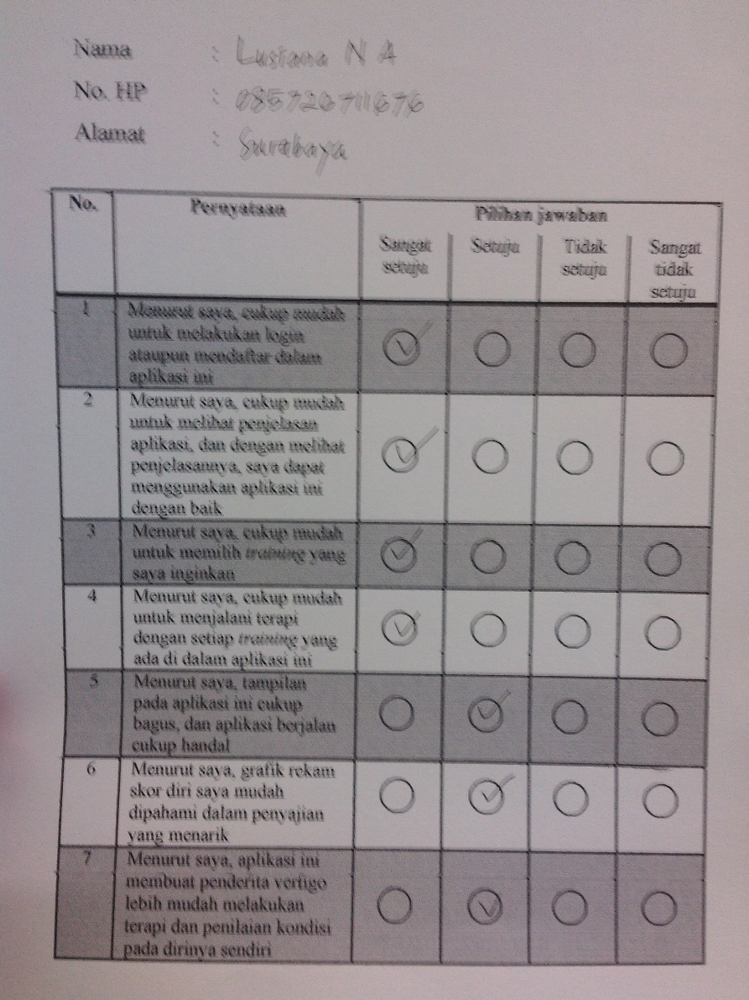 Nama : Lusiana N A
No. HP : 085726711676
Alamat : Surabaya
No. Pernyataan Pilihan jawaban
Sangat setuju Setuju Tidak setuju Sangat tidak setuju
1 Menurut saya, cukup mudah
untuk melakukan login
ataupun mendaftar dalam
aplikasi ini
2 Menurut saya, cukup mudah
untuk melihat penjelasan
aplikasi, dan dengan melihat
penjelasannya, saya dapat
menggunakan aplikasi ini
dengan baik
3 Menurut saya, cukup mudah
untuk memilih training yang
saya inginkan
4 Menurut saya, cukup mudah
untuk menjalani terapi
dengan setiap training yang
ada di dalam aplikasi ini
5 Menurut saya, tampilan
pada aplikasi ini cukup
bagus, dan aplikasi berjalan
cukup handal
6 Menurut saya, grafik rekam
skor diri saya mudah
dipahami dalam penyajian
yang menarik
7 Menurut saya, aplikasi ini
membuat penderita vertigo
lebih mudah melakukan
terapi dan penilaian kondisi
pada dirinya sendiri